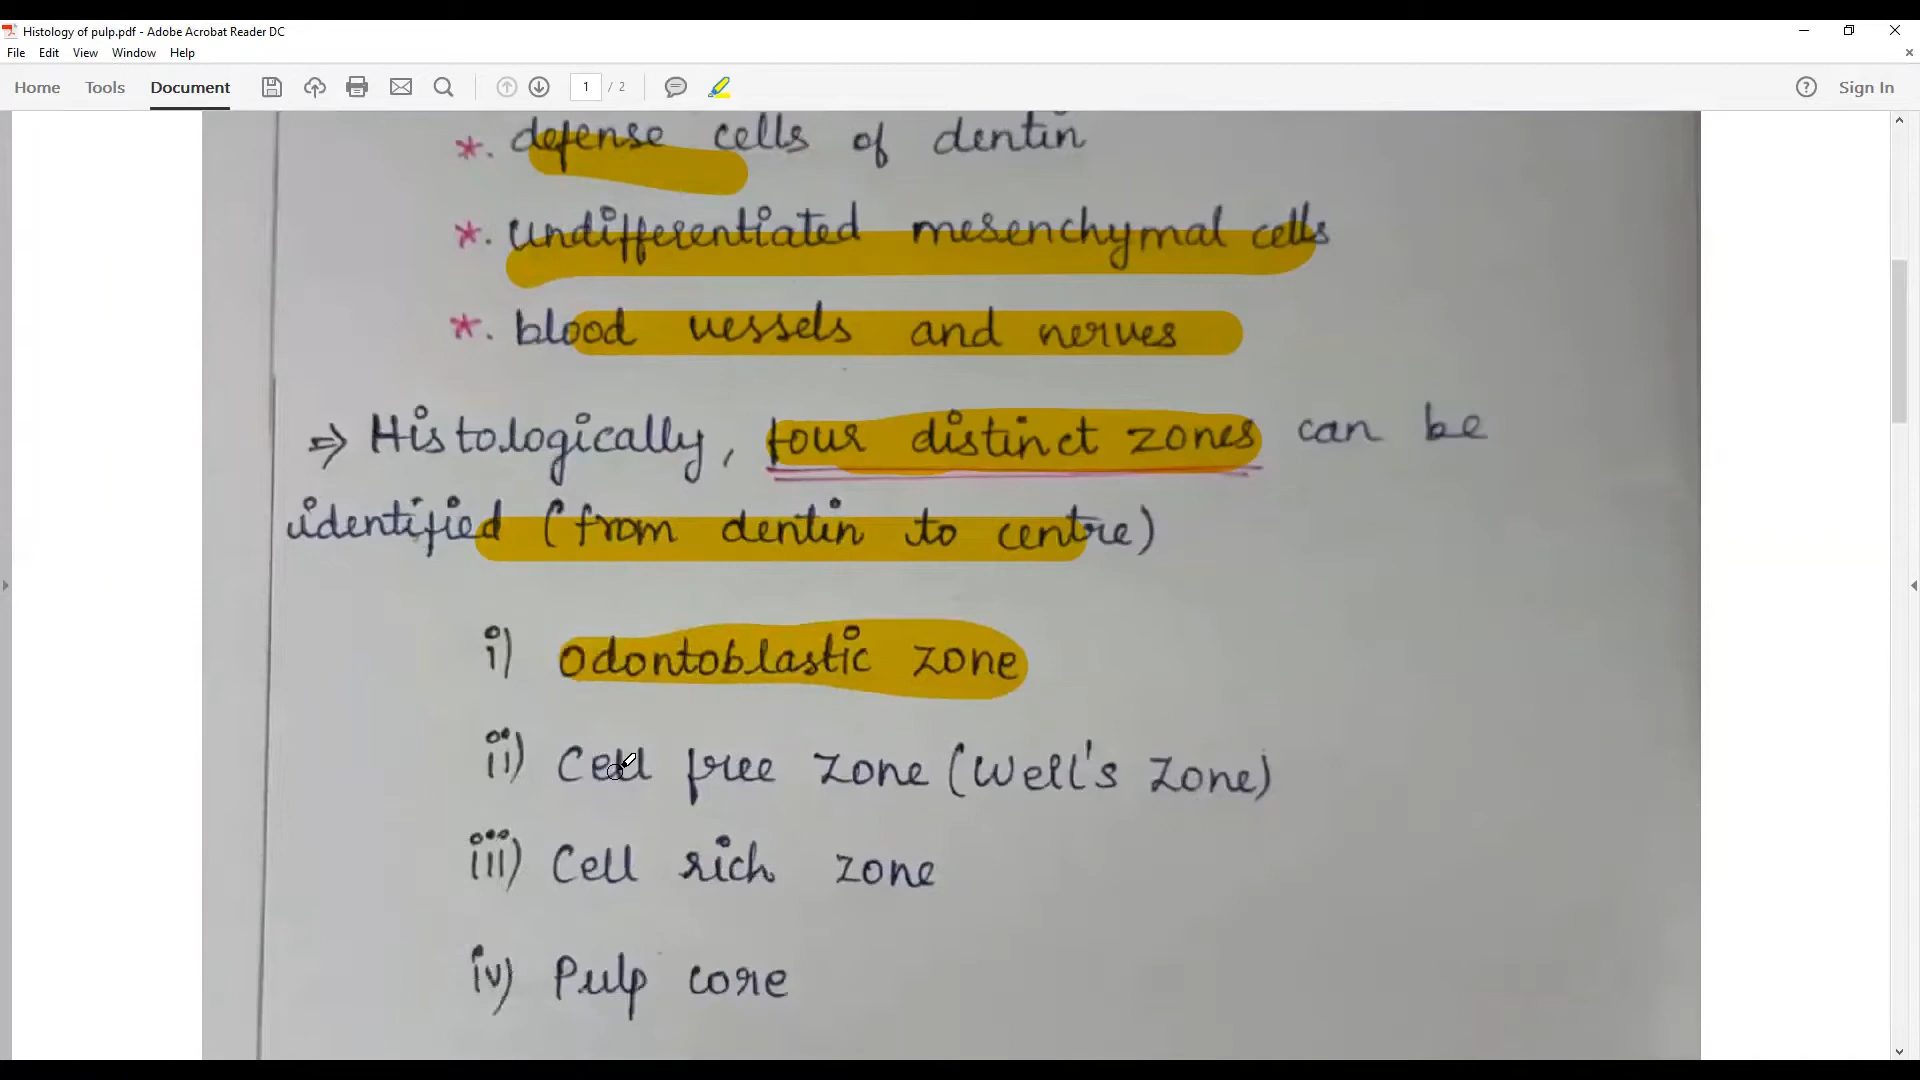 Histology of pulp.pdf - Adobe Acrobat Reader DC
File Edit View Window Help
Home Tools Document 1 / 2 Sign In
*. defense cells of dentin
*. undifferentiated mesenchymal cells
*. blood vessels and nerves
⇒ Histologically, four distinct zones can be
identified (from dentin to centre)
i) odontoblastic zone
ii) Cell free zone (Well's zone)
iii) Cell rich zone
iv) Pulp core